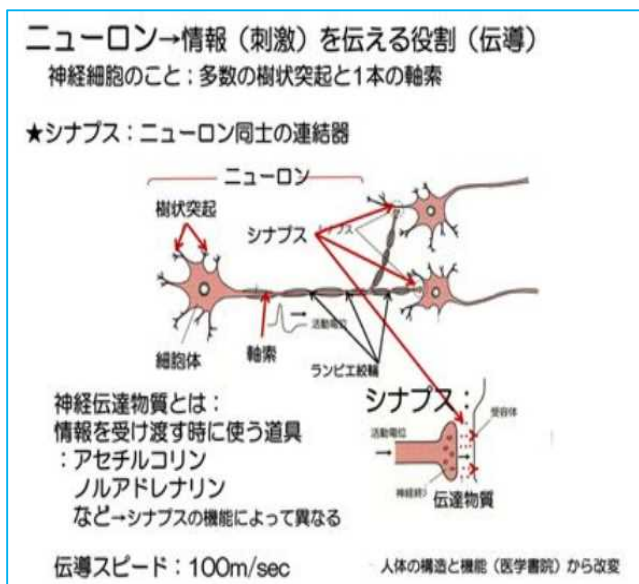 ニューロン→情報（刺激）を伝える役割（伝導）
神経細胞のこと：多数の樹状突起と1本の軸索
★シナプス：ニューロン同士の連結器
ニューロン
樹状突起
シナプス
細胞体
軸索
活動電位
ランビエ絞輪
神経伝達物質とは：
情報を受け渡す時に使う道具
：アセチルコリン
ノルアドレナリン
など→シナプスの機能によって異なる
シナプス：
受容体
活動電位
伝達物質
伝導スピード：100m/sec
人体の構造と機能（医学書院）から改変